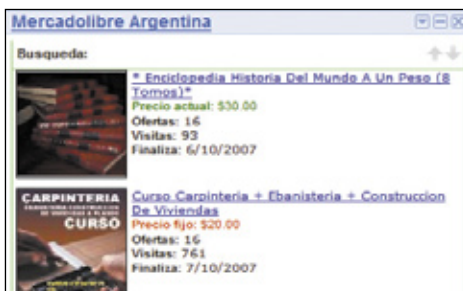 Mercadolibre Argentina
Busqueda:
* Enciclopedia Historia Del Mundo A Un Peso (8
Tomos)*
Precio actual: $30.00
Ofertas: 16
Visitas: 93
Finaliza: 6/10/2007
CARPINTERIA
CURSO
Curso Carpinteria + Ebanisteria + Construccion
De Viviendas
Precio fijo: $20.00
Ofertas: 16
Visitas: 761
Finaliza: 7/10/2007